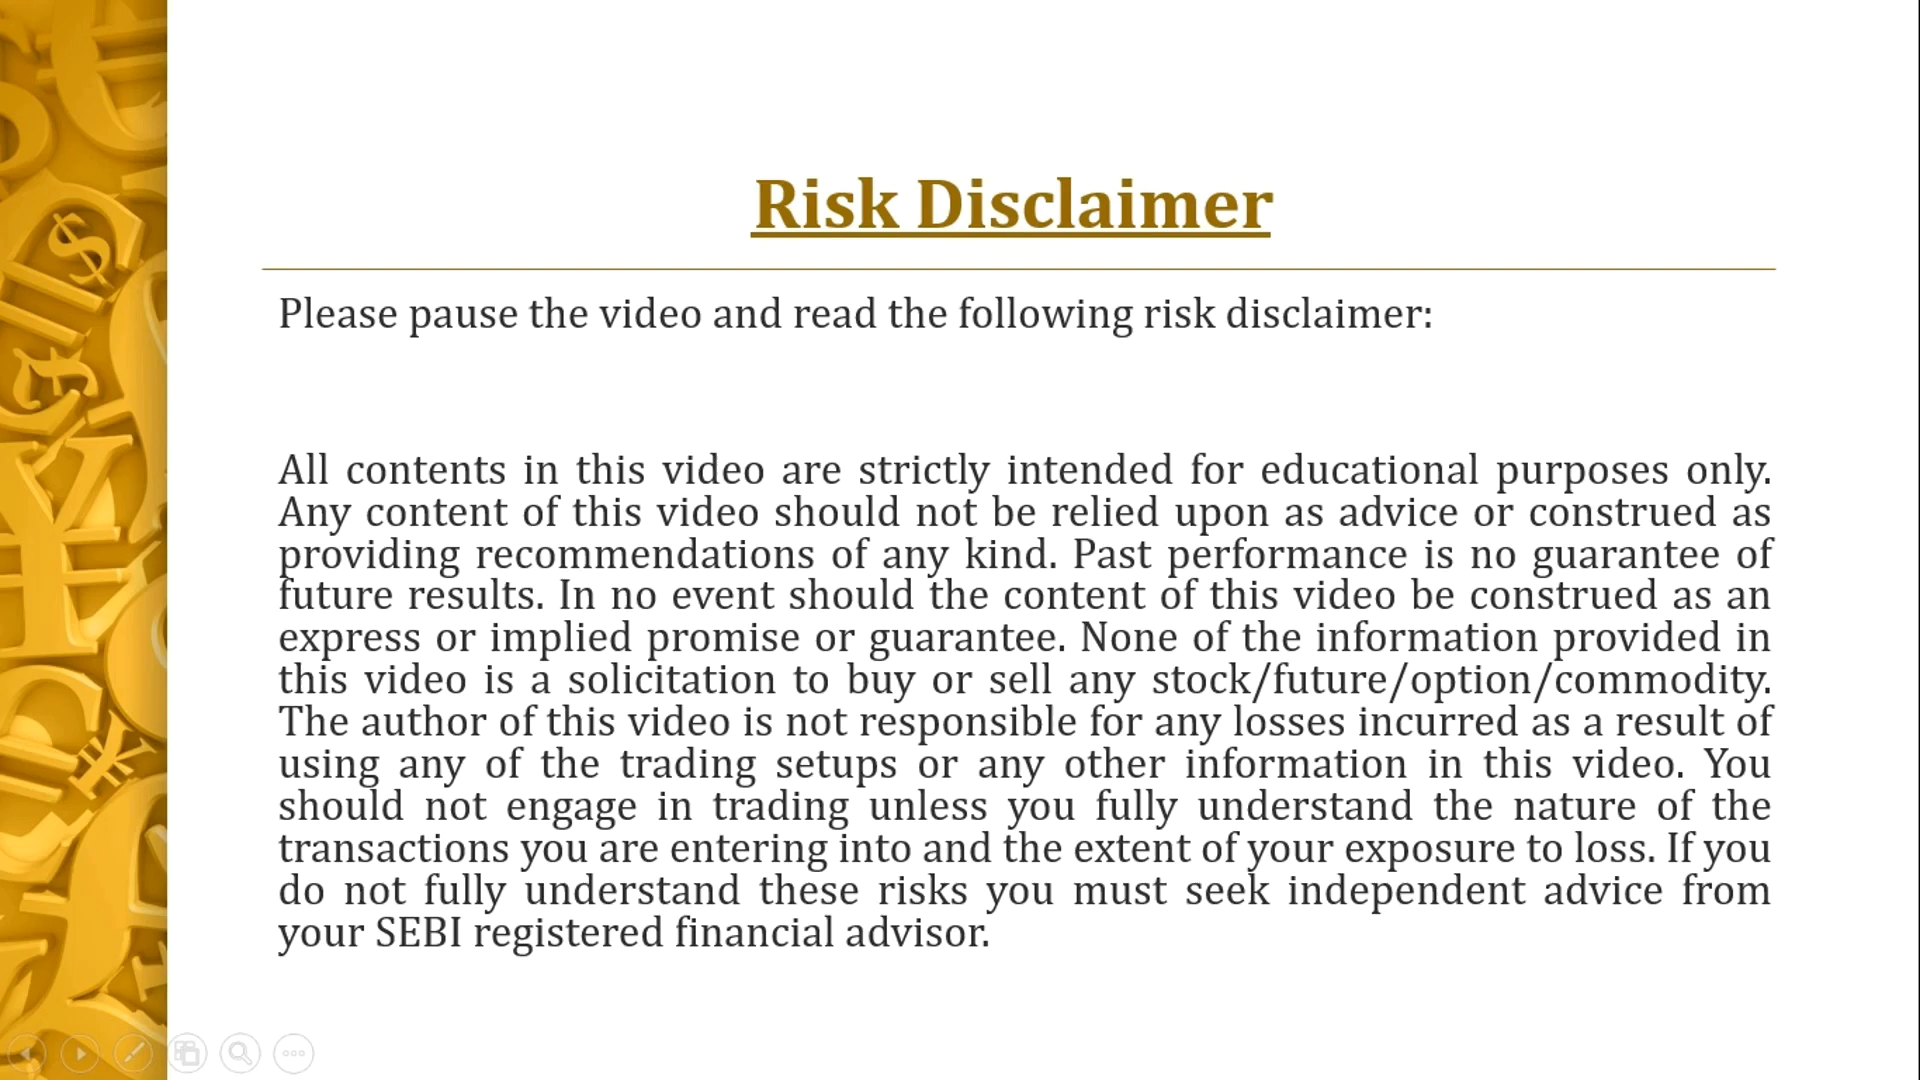 Risk Disclaimer
Please pause the video and read the following risk disclaimer:
All contents in this video are strictly intended for educational purposes only.
Any content of this video should not be relied upon as advice or construed as
providing recommendations of any kind. Past performance is no guarantee of
future results. In no event should the content of this video be construed as an
express or implied promise or guarantee. None of the information provided in
this video is a solicitation to buy or sell any stock/future/option/commodity.
The author of this video is not responsible for any losses incurred as a result of
using any of the trading setups or any other information in this video. You
should not engage in trading unless you fully understand the nature of the
transactions you are entering into and the extent of your exposure to loss. If you
do not fully understand these risks you must seek independent advice from
your SEBI registered financial advisor.